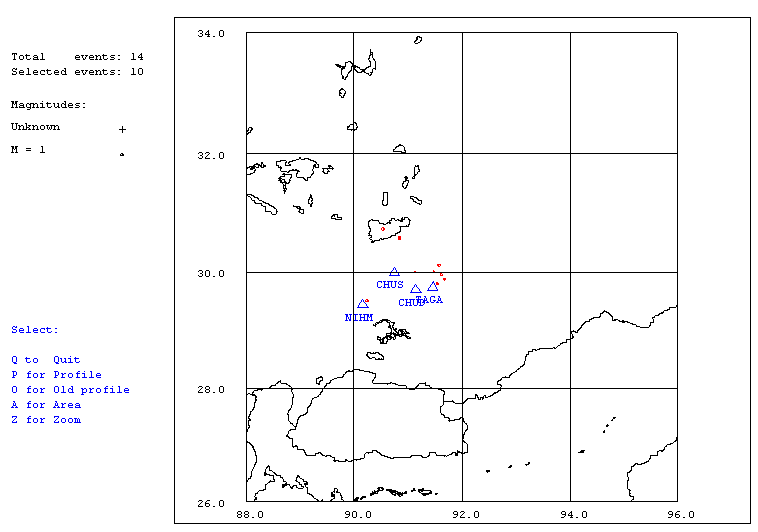 Total    events: 14
Selected events: 10
Magnitudes:
Unknown +
M = 1
Select:
Q to  Quit
P for Profile
O for Old profile
A for Area
Z for Zoom
34.0
32.0
30.0
28.0
26.0
88.0
90.0
92.0
94.0
96.0
CHUS
CHUD
TAGA
NIHM